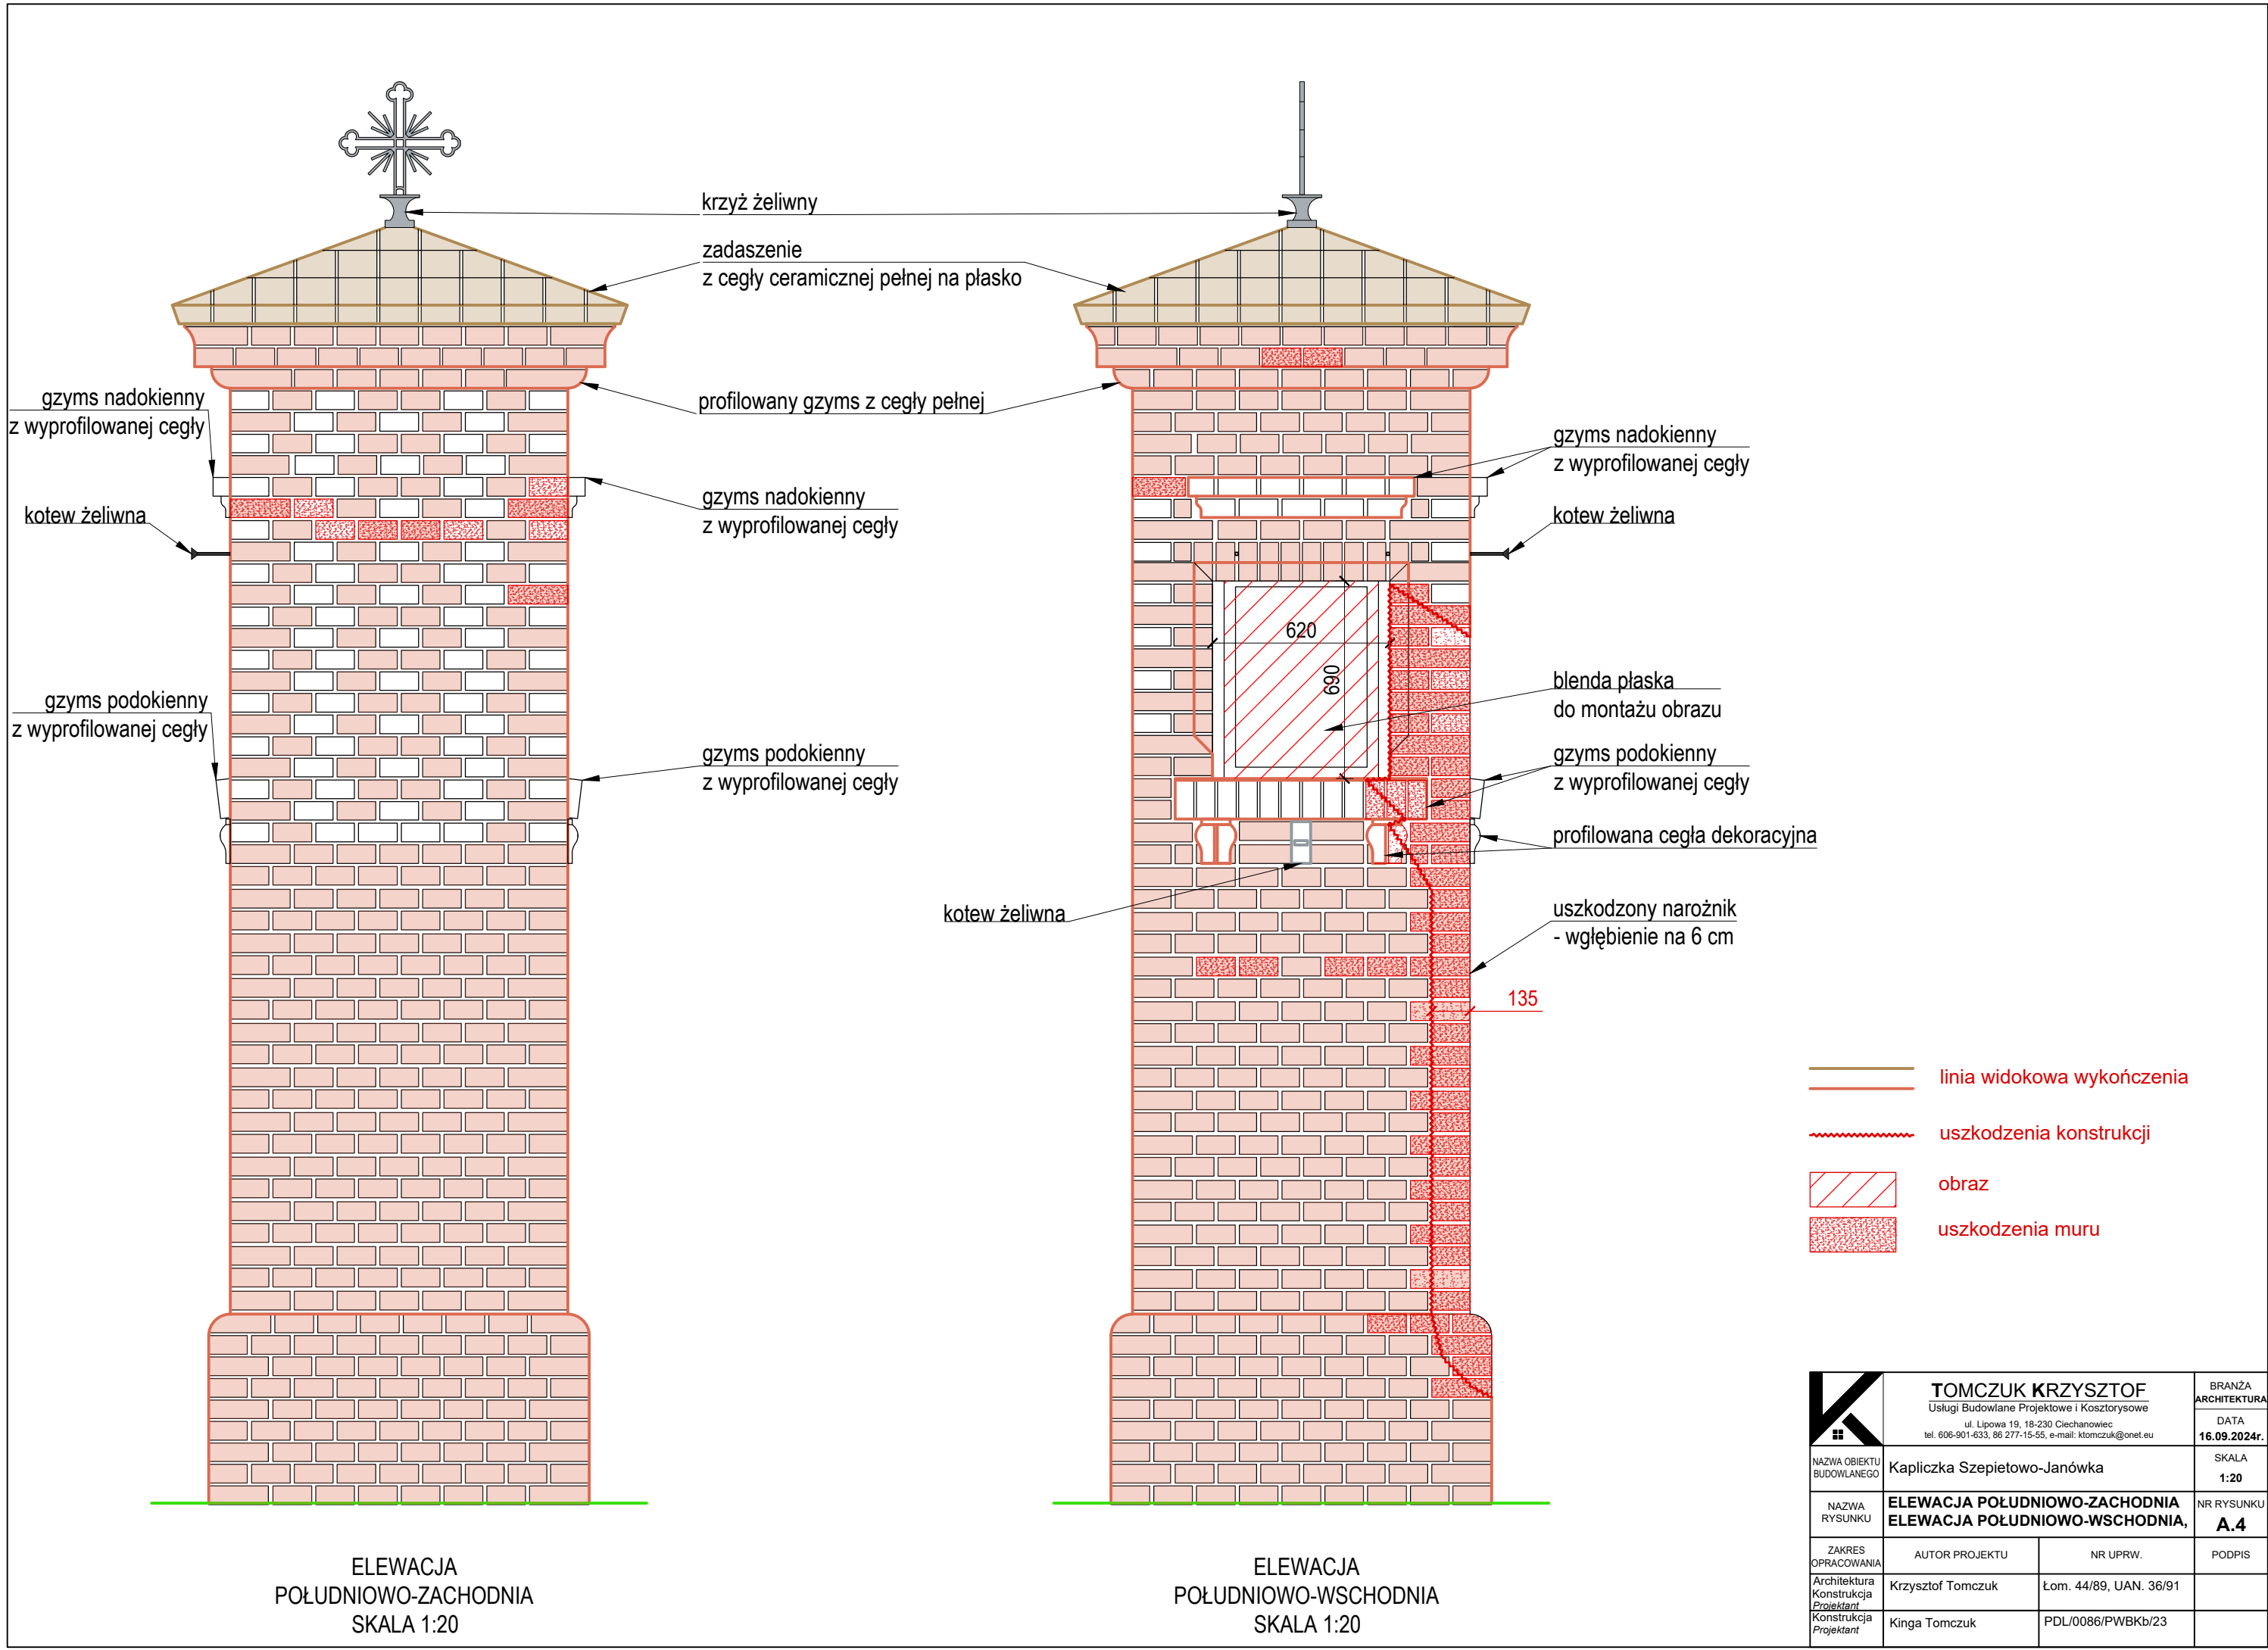 krzyż żeliwny
zadaszenie
z cegły ceramicznej pełnej na płasko
gzyms nadokienny
z wyprofilowanej cegły
profilowany gzyms z cegły pełnej
gzyms nadokienny
z wyprofilowanej cegły
kotew żeliwna
gzyms nadokienny
z wyprofilowanej cegły
kotew żeliwna
620
690
gzyms podokienny
z wyprofilowanej cegły
blenda płaska
do montażu obrazu
gzyms podokienny
z wyprofilowanej cegły
gzyms podokienny
z wyprofilowanej cegły
profilowana cegła dekoracyjna
kotew żeliwna
uszkodzony narożnik
- wgłębienie na 6 cm
135
linia widokowa wykończenia
uszkodzenia konstrukcji
obraz
uszkodzenia muru
ELEWACJA
POŁUDNIOWO-ZACHODNIA
SKALA 1:20
ELEWACJA
POŁUDNIOWO-WSCHODNIA
SKALA 1:20
TOMCZUK KRZYSZTOF
Usługi Budowlane Projektowe i Kosztorysowe
ul. Lipowa 19, 18-230 Ciechanowiec
tel. 606-901-633, 86 277-15-55, e-mail: ktomczuk@onet.eu
BRANŻA
ARCHITEKTURA
DATA
16.09.2024r.
NAZWA OBIEKTU
BUDOWLANEGO
Kapliczka Szepietowo-Janówka
SKALA
1:20
NAZWA
RYSUNKU
ELEWACJA POŁUDNIOWO-ZACHODNIA
ELEWACJA POŁUDNIOWO-WSCHODNIA,
NR RYSUNKU
A.4
ZAKRES
OPRACOWANIA
AUTOR PROJEKTU
NR UPRW.
PODPIS
Architektura
Konstrukcja
Projektant
Krzysztof Tomczuk
Łom. 44/89, UAN. 36/91
Konstrukcja
Projektant
Kinga Tomczuk
PDL/0086/PWBKb/23